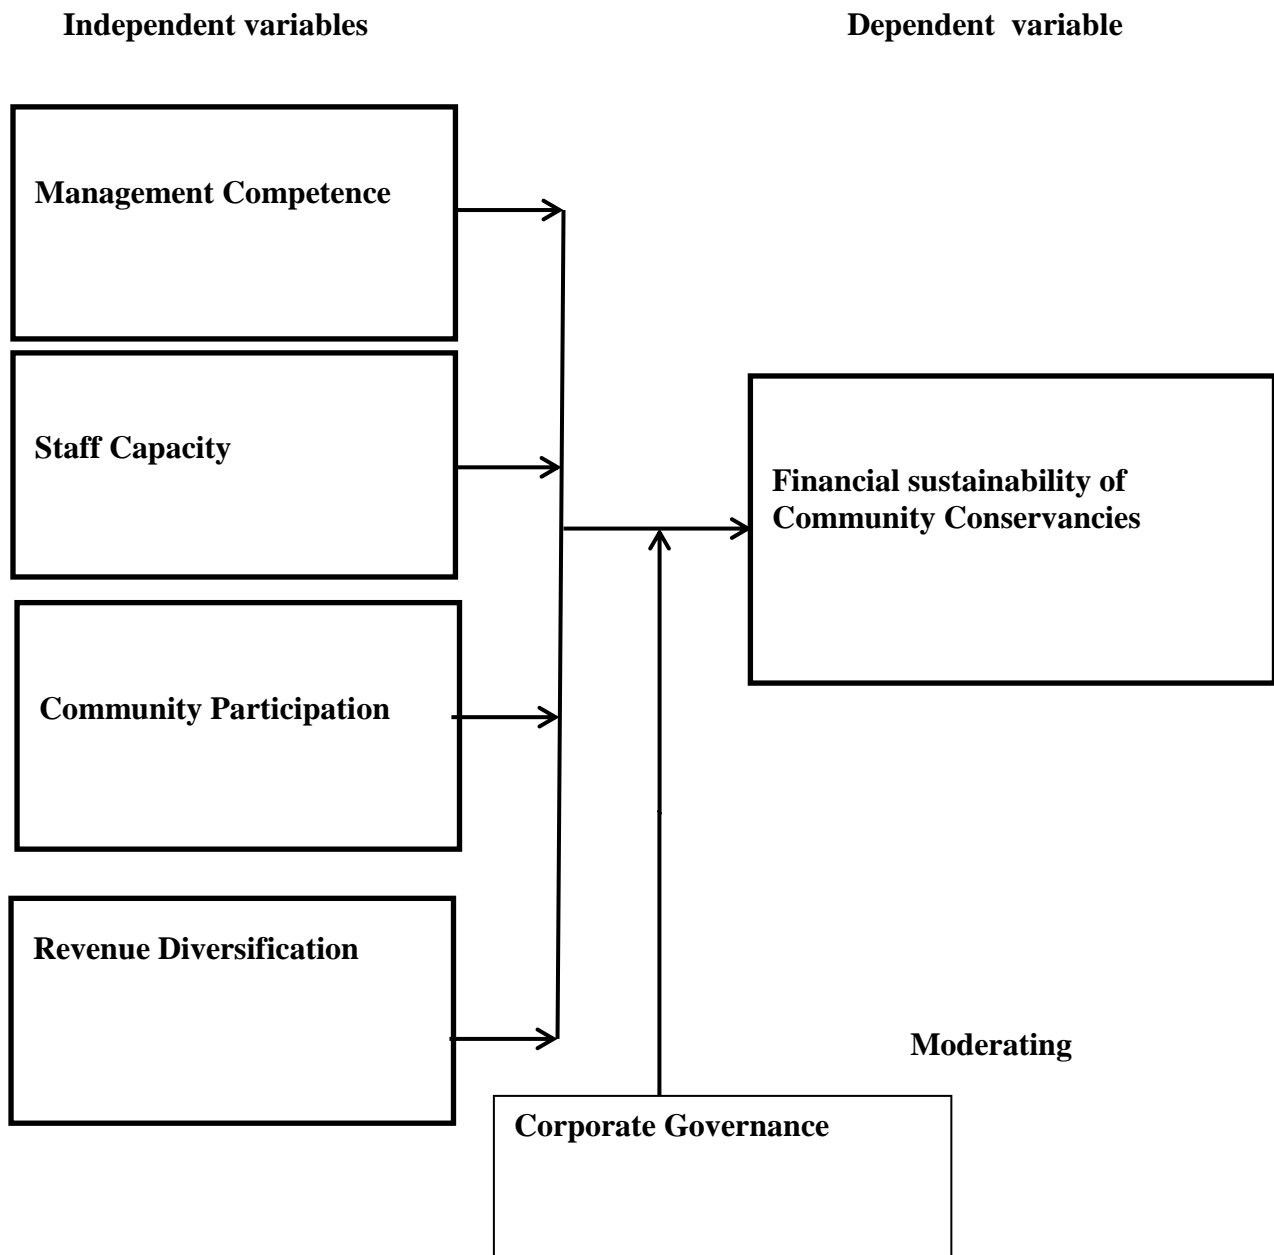 Independent variables
Dependent variable
Management Competence
Staff Capacity
Financial sustainability of
Community Conservancies
Community Participation
Revenue Diversification
Moderating
Corporate Governance